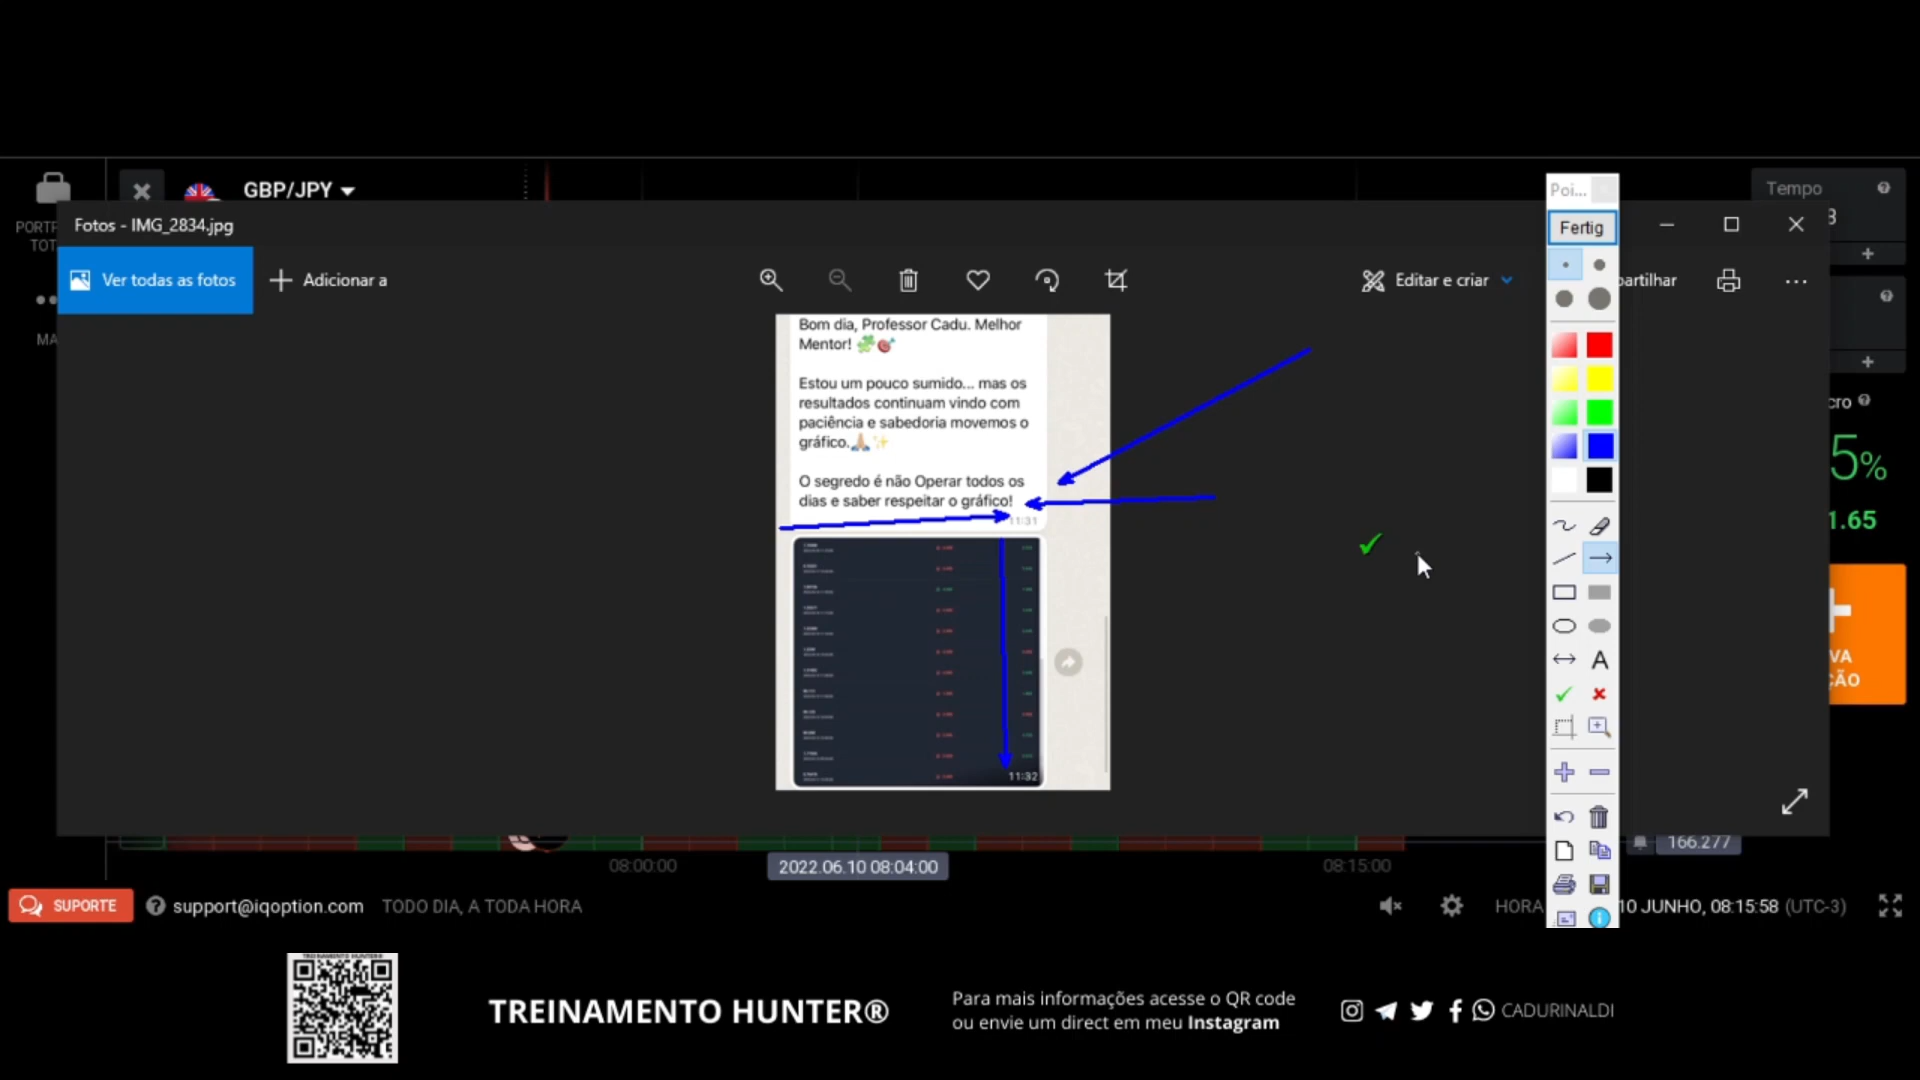 GBP/JPY
Tempo
Poi...
PORTF
TOT
Fotos - IMG_2834.jpg
Fertig
Ver todas as fotos
Adicionar a
Editar e criar
partilhar
MA
Bom dia, Professor Cadu. Melhor
Mentor!
Estou um pouco sumido... mas os
resultados continuam vindo com
paciência e sabedoria movemos o
gráfico.
O segredo é não Operar todos os
dias e saber respeitar o gráfico!
11:31
cro
5%
1.65
A
VA
ÇÃO
11:32
166.277
08:00:00
2022.06.10 08:04:00
08:15:00
SUPORTE
support@iqoption.com
TODO DIA, A TODA HORA
HORA
10 JUNHO, 08:15:58 (UTC-3)
TREINAMENTO HUNTER®
Para mais informações acesse o QR code
ou envie um direct em meu Instagram
CADURINALDI